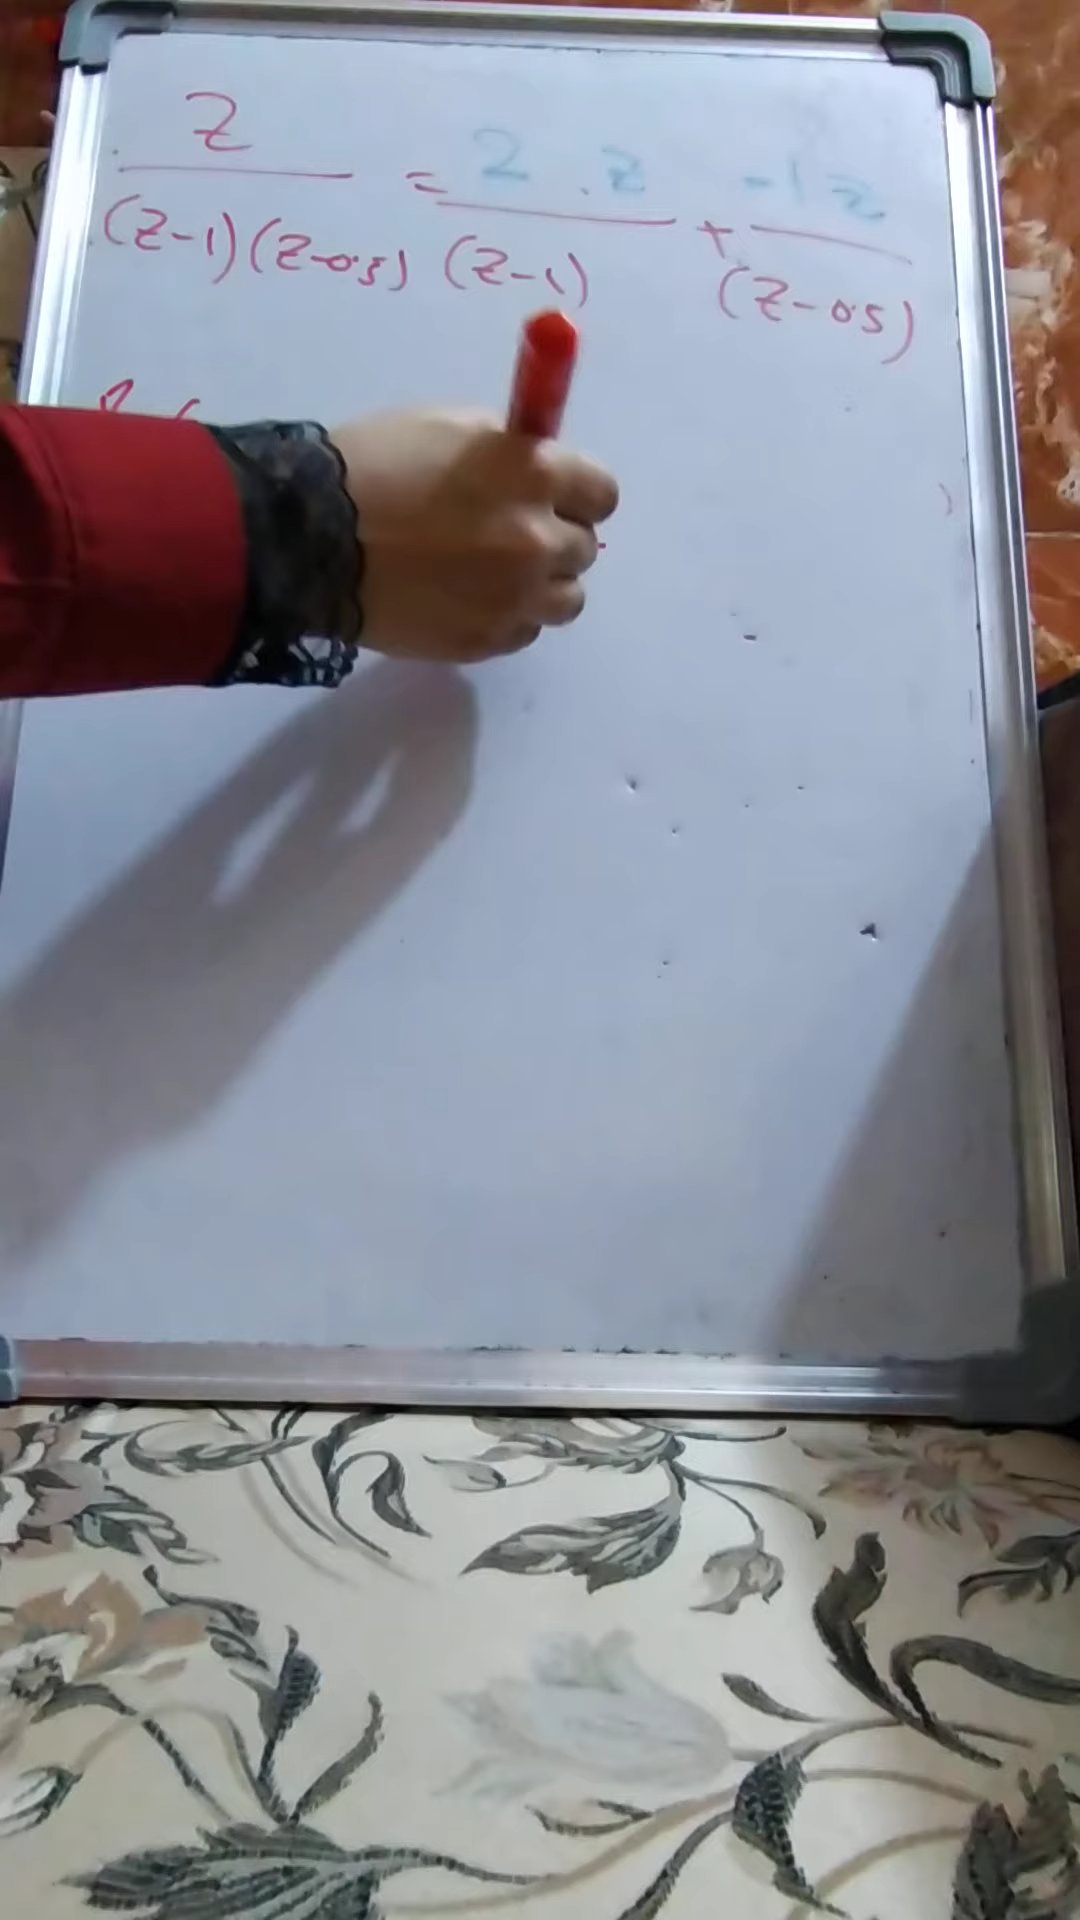 Z = 2 . z + -1 z
(Z-1)(Z-0.5) (Z-1) (Z-0.5)